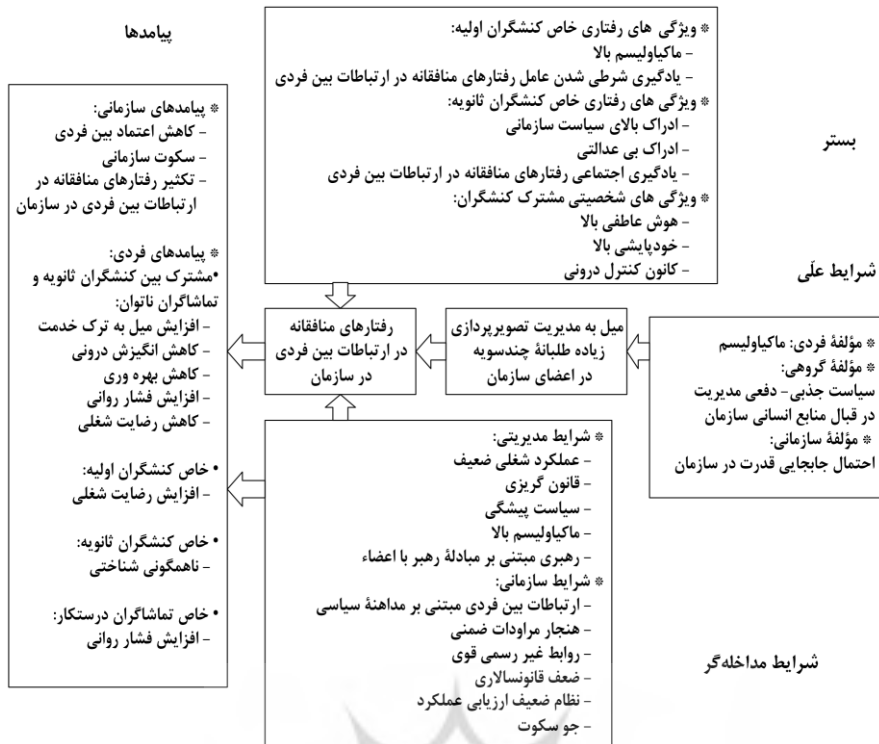 پیامدها
بستر
شرایط علّی
شرایط مداخله‌گر
* ویژگی های رفتاری خاص کنشگران اولیه:
– ماکیاولیسم بالا
– یادگیری شرطی شدن عامل رفتارهای منافقانه در ارتباطات بین فردی
* ویژگی های رفتاری خاص کنشگران ثانویه:
– ادراک بالای سیاست سازمانی
– ادراک بی عدالتی
– یادگیری اجتماعی رفتارهای منافقانه در ارتباطات بین فردی
* ویژگی های شخصیتی مشترک کنشگران:
– هوش عاطفی بالا
– خودپایشی بالا
– کانون کنترل درونی
* مؤلفهٔ فردی: ماکیاولیسم
* مؤلفهٔ گروهی:
سیاست جذبی– دفعی مدیریت
در قبال منابع انسانی سازمان
* مؤلفهٔ سازمانی:
احتمال جابجایی قدرت در سازمان
میل به مدیریت تصویرپردازی
زیاده طلبانهٔ چندسویه
در اعضای سازمان
رفتارهای منافقانه
در ارتباطات بین فردی
در سازمان
* شرایط مدیریتی:
– عملکرد شغلی ضعیف
– قانون گریزی
– سیاست پیشگی
– ماکیاولیسم بالا
– رهبری مبتنی بر مبادلهٔ رهبر با اعضاء
* شرایط سازمانی:
– ارتباطات بین فردی مبتنی بر مداهنهٔ سیاسی
– هنجار مراودات ضمنی
– روابط غیر رسمی قوی
– ضعف قانونسالاری
– نظام ضعیف ارزیابی عملکرد
– جو سکوت
* پیامدهای سازمانی:
– کاهش اعتماد بین فردی
– سکوت سازمانی
– تکثیر رفتارهای منافقانه در
ارتباطات بین فردی در سازمان
* پیامدهای فردی:
•مشترک بین کنشگران ثانویه و
تماشاگران ناتوان:
– افزایش میل به ترک خدمت
– کاهش انگیزش درونی
– کاهش بهره وری
– افزایش فشار روانی
– کاهش رضایت شغلی
• خاص کنشگران اولیه:
– افزایش رضایت شغلی
• خاص کنشگران ثانویه:
– ناهمگونی شناختی
• خاص تماشاگران درستکار:
– افزایش فشار روانی